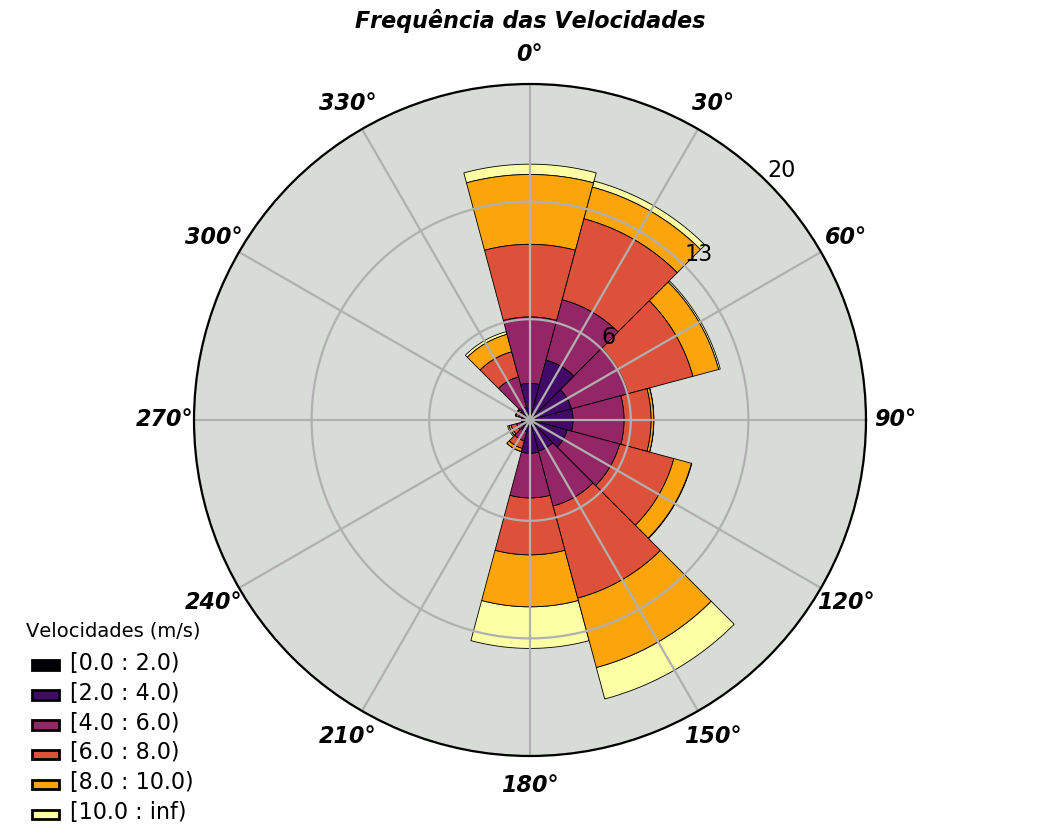 Frequência das Velocidades
0°
330°
30°
20
300°
60°
13
6
270°
90°
240°
120°
210°
150°
180°
Velocidades (m/s)
[0.0 : 2.0)
[2.0 : 4.0)
[4.0 : 6.0)
[6.0 : 8.0)
[8.0 : 10.0)
[10.0 : inf)